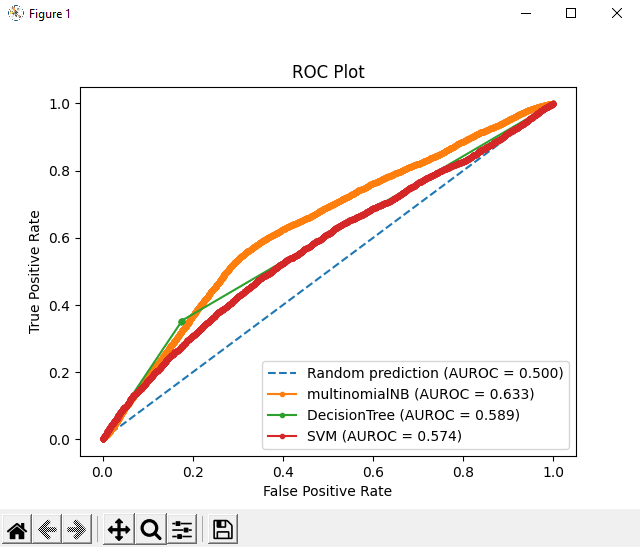 Figure 1
ROC Plot
True Positive Rate
1.0
0.8
0.6
0.4
0.2
0.0
Random prediction (AUROC = 0.500)
multinomialNB (AUROC = 0.633)
DecisionTree (AUROC = 0.589)
SVM (AUROC = 0.574)
0.0 0.2 0.4 0.6 0.8 1.0
False Positive Rate